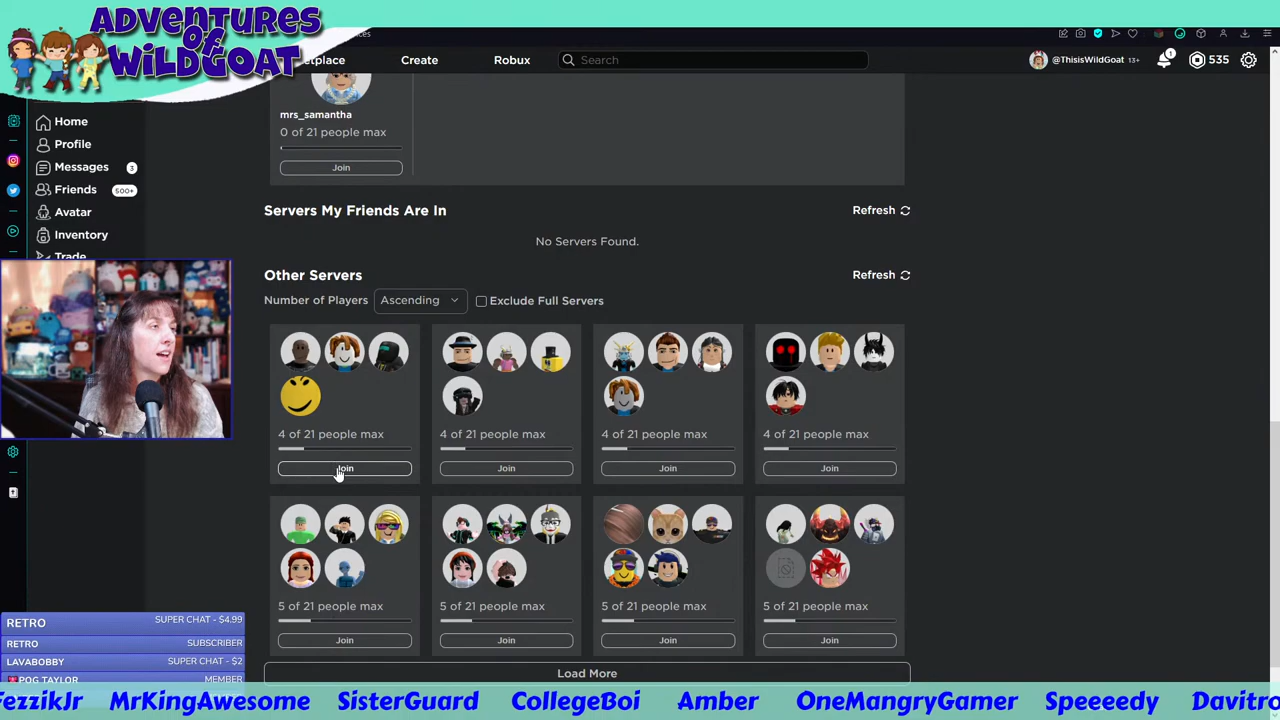 ADVENTURES
of
WILDGOAT
Create
Robux
Search
@ThisisWildGoat 13+
1
535
Home
Profile
Messages 3
Friends 500+
Avatar
Inventory
Trade
mrs_samantha
0 of 21 people max
Join
Servers My Friends Are In
Refresh
No Servers Found.
Other Servers
Refresh
Number of Players Ascending Exclude Full Servers
4 of 21 people max 4 of 21 people max 4 of 21 people max 4 of 21 people max
Join Join Join Join
5 of 21 people max 5 of 21 people max 5 of 21 people max 5 of 21 people max
Join Join Join Join
Load More
RETRO SUPER CHAT - $4.99
RETRO SUBSCRIBER
LAVABOBBY SUPER CHAT - $2
POG TAYLOR MEMBER
FezzikJr MrKingAwesome SisterGuard CollegeBoi Amber OneMangryGamer Speeeedy Davitro